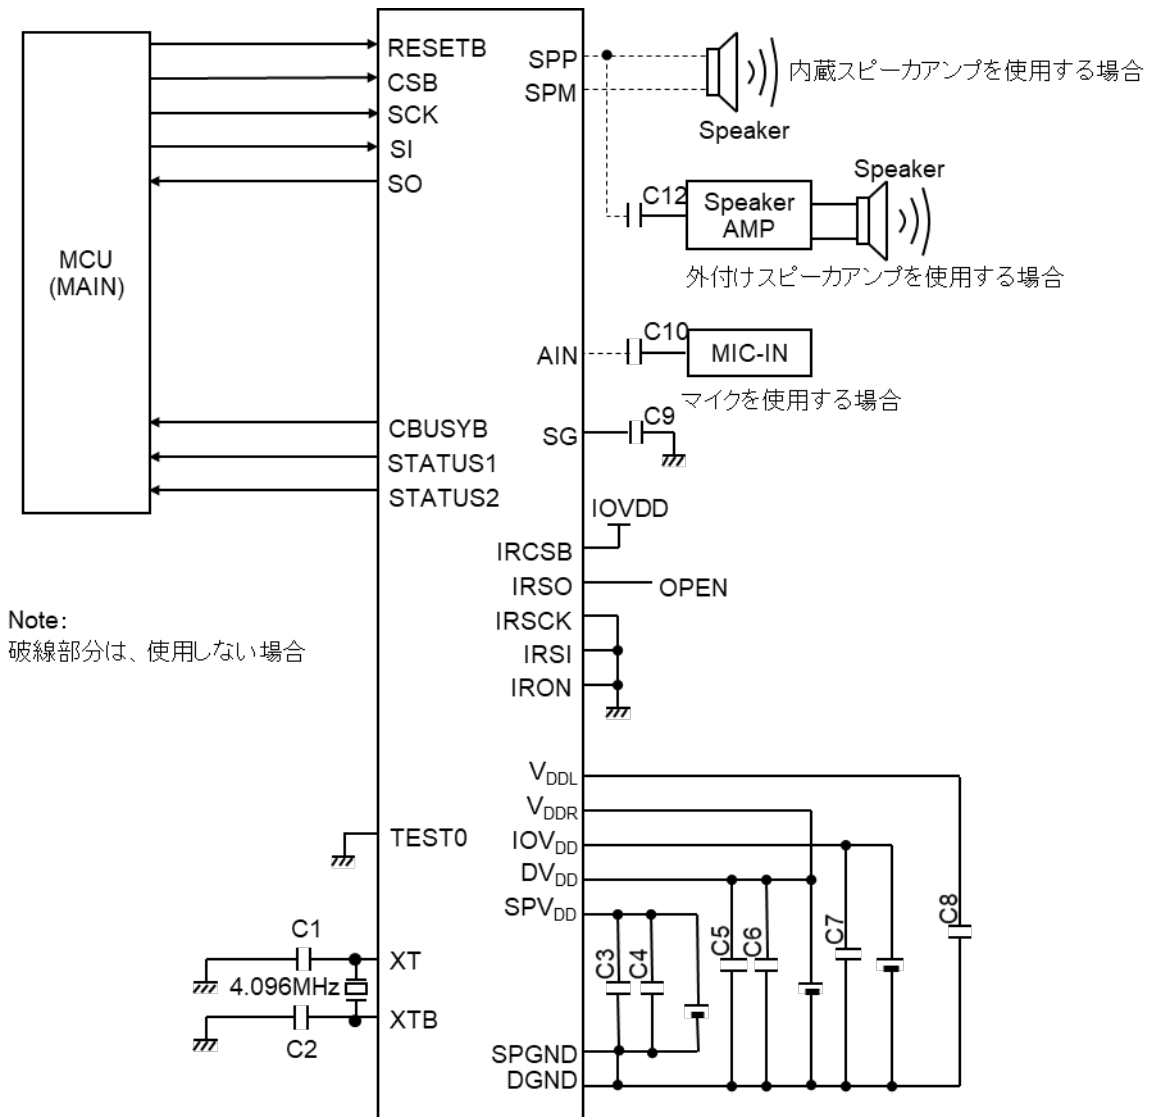 MCU
(MAIN)
RESETB
CSB
SCK
SI
SO
CBUSYB
STATUS1
STATUS2
TEST0
XT
XTB
C1
4.096MHz
C2
Note:
破線部分は、使用しない場合
SPP
SPM
Speaker
内蔵スピーカアンプを使用する場合
C12
Speaker
AMP
Speaker
外付けスピーカアンプを使用する場合
AIN
C10
MIC-IN
マイクを使用する場合
SG
C9
IOVDD
IRCSB
IRSO
OPEN
IRSCK
IRSI
IRON
VDDL
VDDR
IOVDD
DVDD
SPVDD
C3
C4
C5
C6
C7
C8
SPGND
DGND